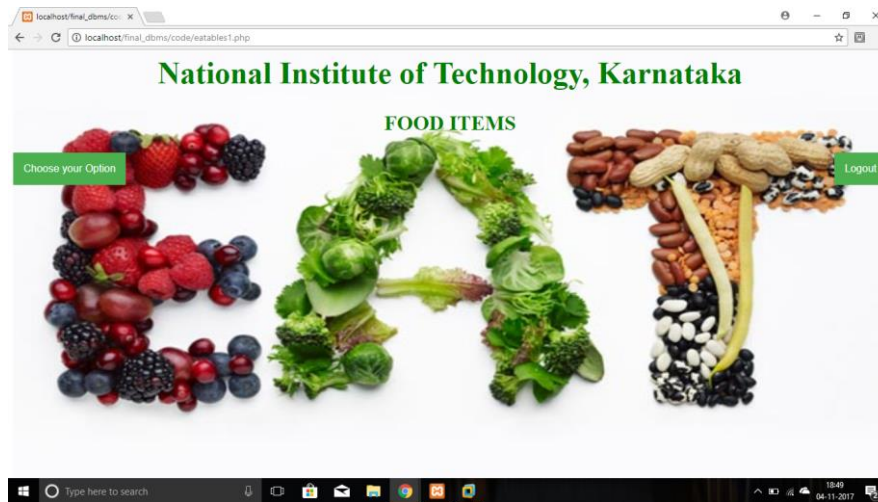 localhost/final_dbms/co
localhost/final_dbms/code/eatables1.php
National Institute of Technology, Karnataka
FOOD ITEMS
Choose your Option
Logout
EAT
Type here to search
18:49
04-11-2017